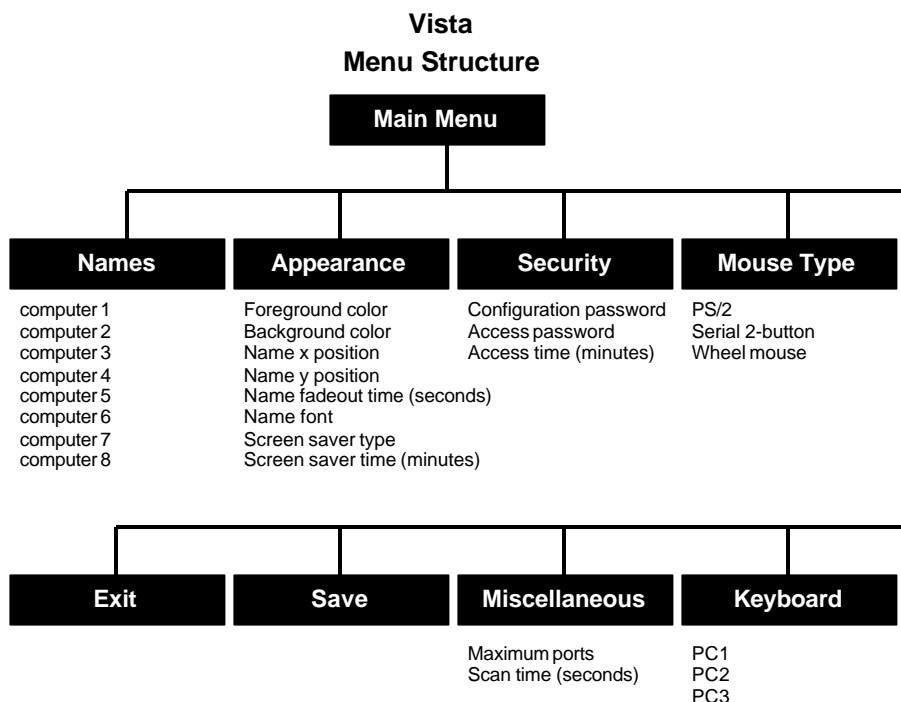 Vista
Menu Structure
Main Menu
Names
computer 1
computer 2
computer 3
computer 4
computer 5
computer 6
computer 7
computer 8
Appearance
Foreground color
Background color
Name x position
Name y position
Name fadeout time (seconds)
Name font
Screen saver type
Screen saver time (minutes)
Security
Configuration password
Access password
Access time (minutes)
Mouse Type
PS/2
Serial 2-button
Wheel mouse
Exit
Save
Miscellaneous
Maximum ports
Scan time (seconds)
Keyboard
PC1
PC2
PC3